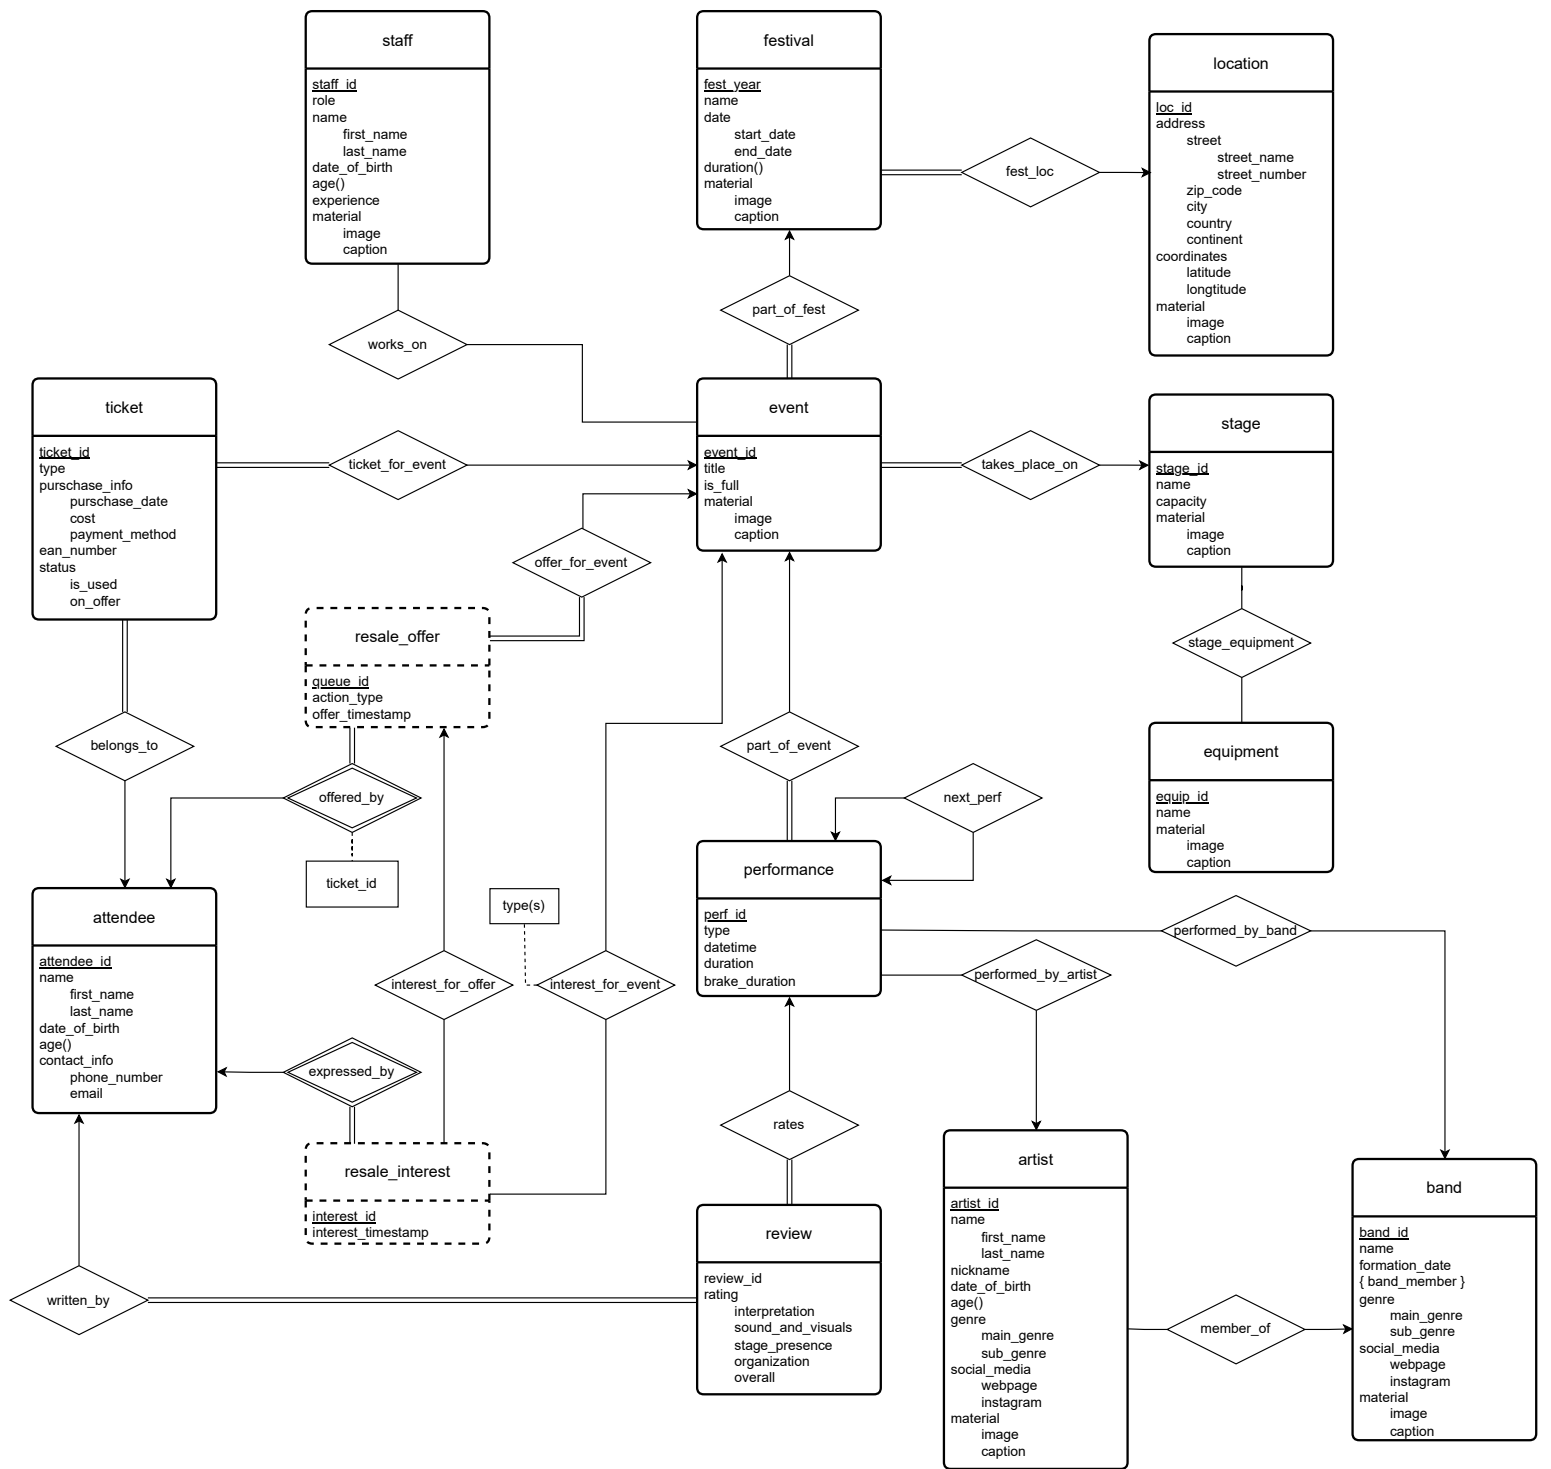 staff
staff_id
role
name
first_name
last_name
date_of_birth
age()
experience
material
image
caption
festival
fest_year
name
date
start_date
end_date
duration()
material
image
caption
fest_loc
location
loc_id
address
street
street_name
street_number
zip_code
city
country
continent
coordinates
latitude
longtitude
material
image
caption
works_on
part_of_fest
ticket
ticket_id
type
purschase_info
purschase_date
cost
payment_method
ean_number
status
is_used
on_offer
ticket_for_event
event
event_id
title
is_full
material
image
caption
takes_place_on
stage
stage_id
name
capacity
material
image
caption
offer_for_event
resale_offer
queue_id
action_type
offer_timestamp
stage_equipment
belongs_to
offered_by
ticket_id
part_of_event
next_perf
equipment
equip_id
name
material
image
caption
attendee
attendee_id
name
first_name
last_name
date_of_birth
age()
contact_info
phone_number
email
type(s)
interest_for_offer
interest_for_event
performance
perf_id
type
datetime
duration
brake_duration
performed_by_band
performed_by_artist
expressed_by
rates
resale_interest
interest_id
interest_timestamp
written_by
review
review_id
rating
interpretation
sound_and_visuals
stage_presence
organization
overall
artist
artist_id
name
first_name
last_name
nickname
date_of_birth
age()
genre
main_genre
sub_genre
social_media
webpage
instagram
material
image
caption
member_of
band
band_id
name
formation_date
{ band_member }
genre
main_genre
sub_genre
social_media
webpage
instagram
material
image
caption